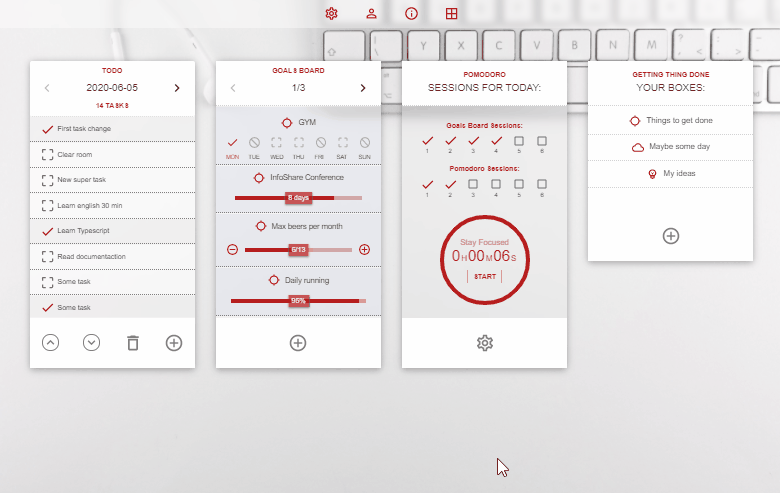 Y
X
C
V
B
N
M
TODO
2020-06-05
14 TASKS
First task change
Clear room
New super task
Learn english 30 min
Learn Typescript
Read documentaction
Some task
Some task
GOALS BOARD
1/3
GYM
MON TUE WED THU FRI SAT SUN
InfoShare Conference
8 days
Max beers per month
6/13
Daily running
95%
POMODORO
SESSIONS FOR TODAY:
Goals Board Sessions:
1 2 3 4 5 6
Pomodoro Sessions:
1 2 3 4 5 6
Stay Focused
0H00M06S
START
GETTING THING DONE
YOUR BOXES:
Things to get done
Maybe some day
My ideas